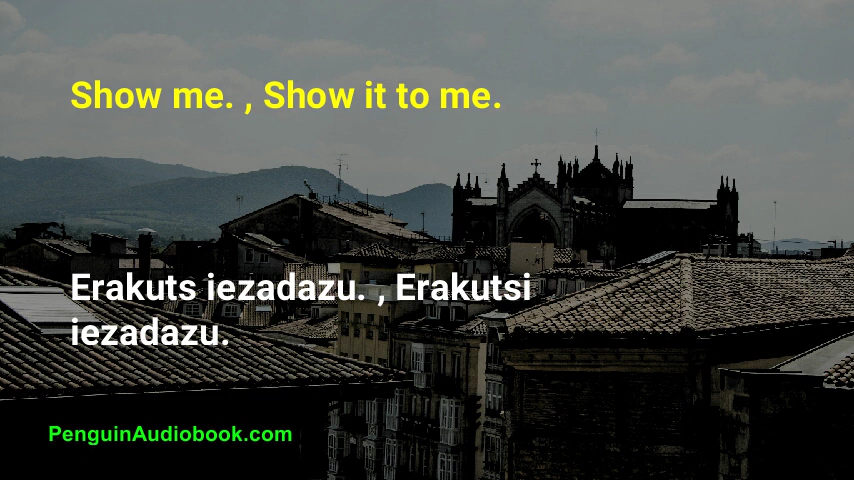 Show me. , Show it to me.
Erakuts iezadazu. , Erakutsi
iezadazu.
PenguinAudiobook.com